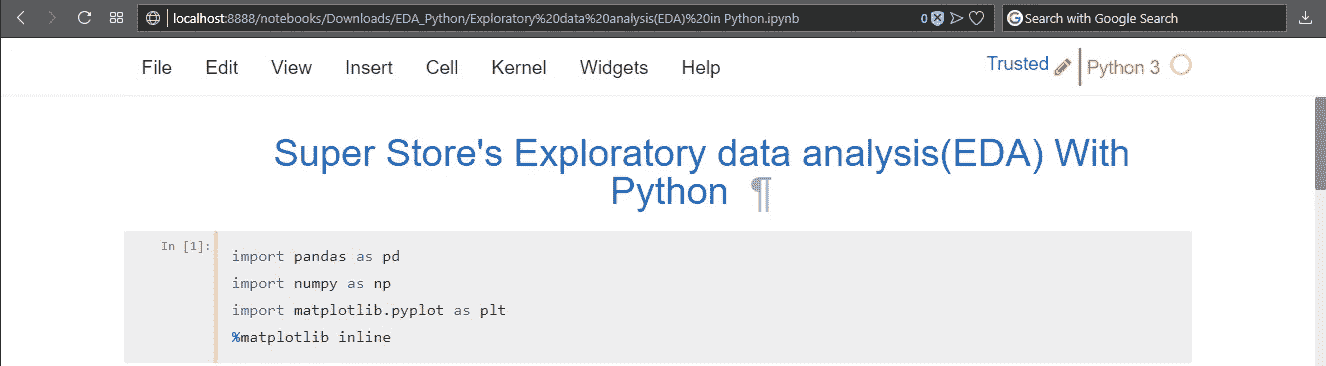 localhost:8888/notebooks/Downloads/EDA_Python/Exploratory%20data%20analysis(EDA)%20in Python.ipynb 0 Search with Google Search
File Edit View Insert Cell Kernel Widgets Help Trusted Python 3
Super Store's Exploratory data analysis(EDA) With
Python ¶
In [1]:
import pandas as pd
import numpy as np
import matplotlib.pyplot as plt
%matplotlib inline